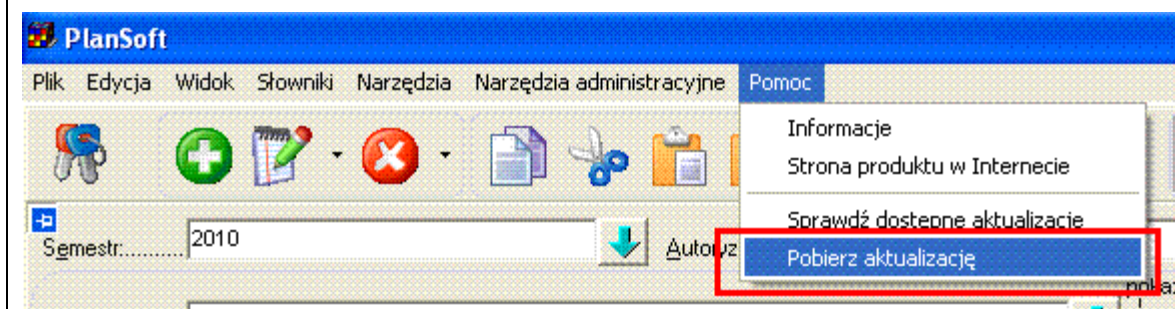 PlanSoft
Plik Edycja Widok Słowniki Narzędzia Narzędzia administracyjne Pomoc
Informacje
Strona produktu w Internecie
Sprawdź dostępne aktualizacje
Pobierz aktualizację
Semestr:.......... 2010